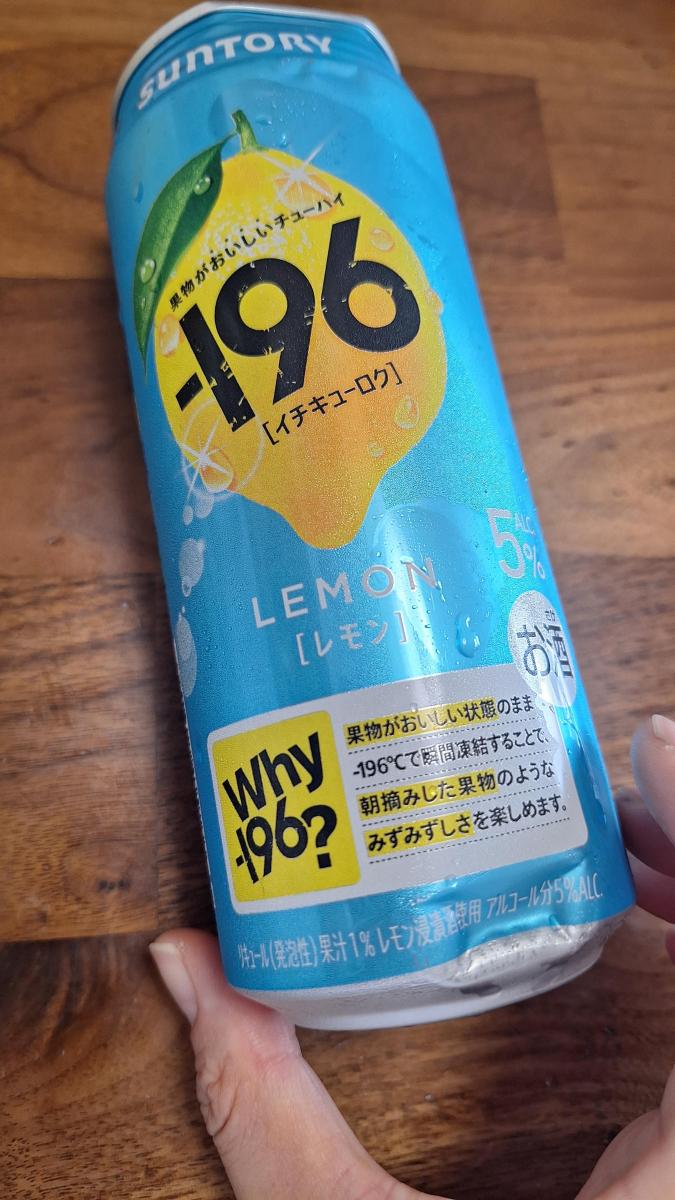 SUNTORY
果物がおいしいチューハイ
-196
[イチキューロク]
LEMON
[レモン]
ALC.
5%
さけ
お酒
Why
-196?
果物がおいしい状態のまま
-196℃で瞬間凍結することで、
朝摘みした果物のような
みずみずしさを楽しめます。
リキュール(発泡性)果汁1%レモン浸漬酒使用 アルコール分5%ALC.